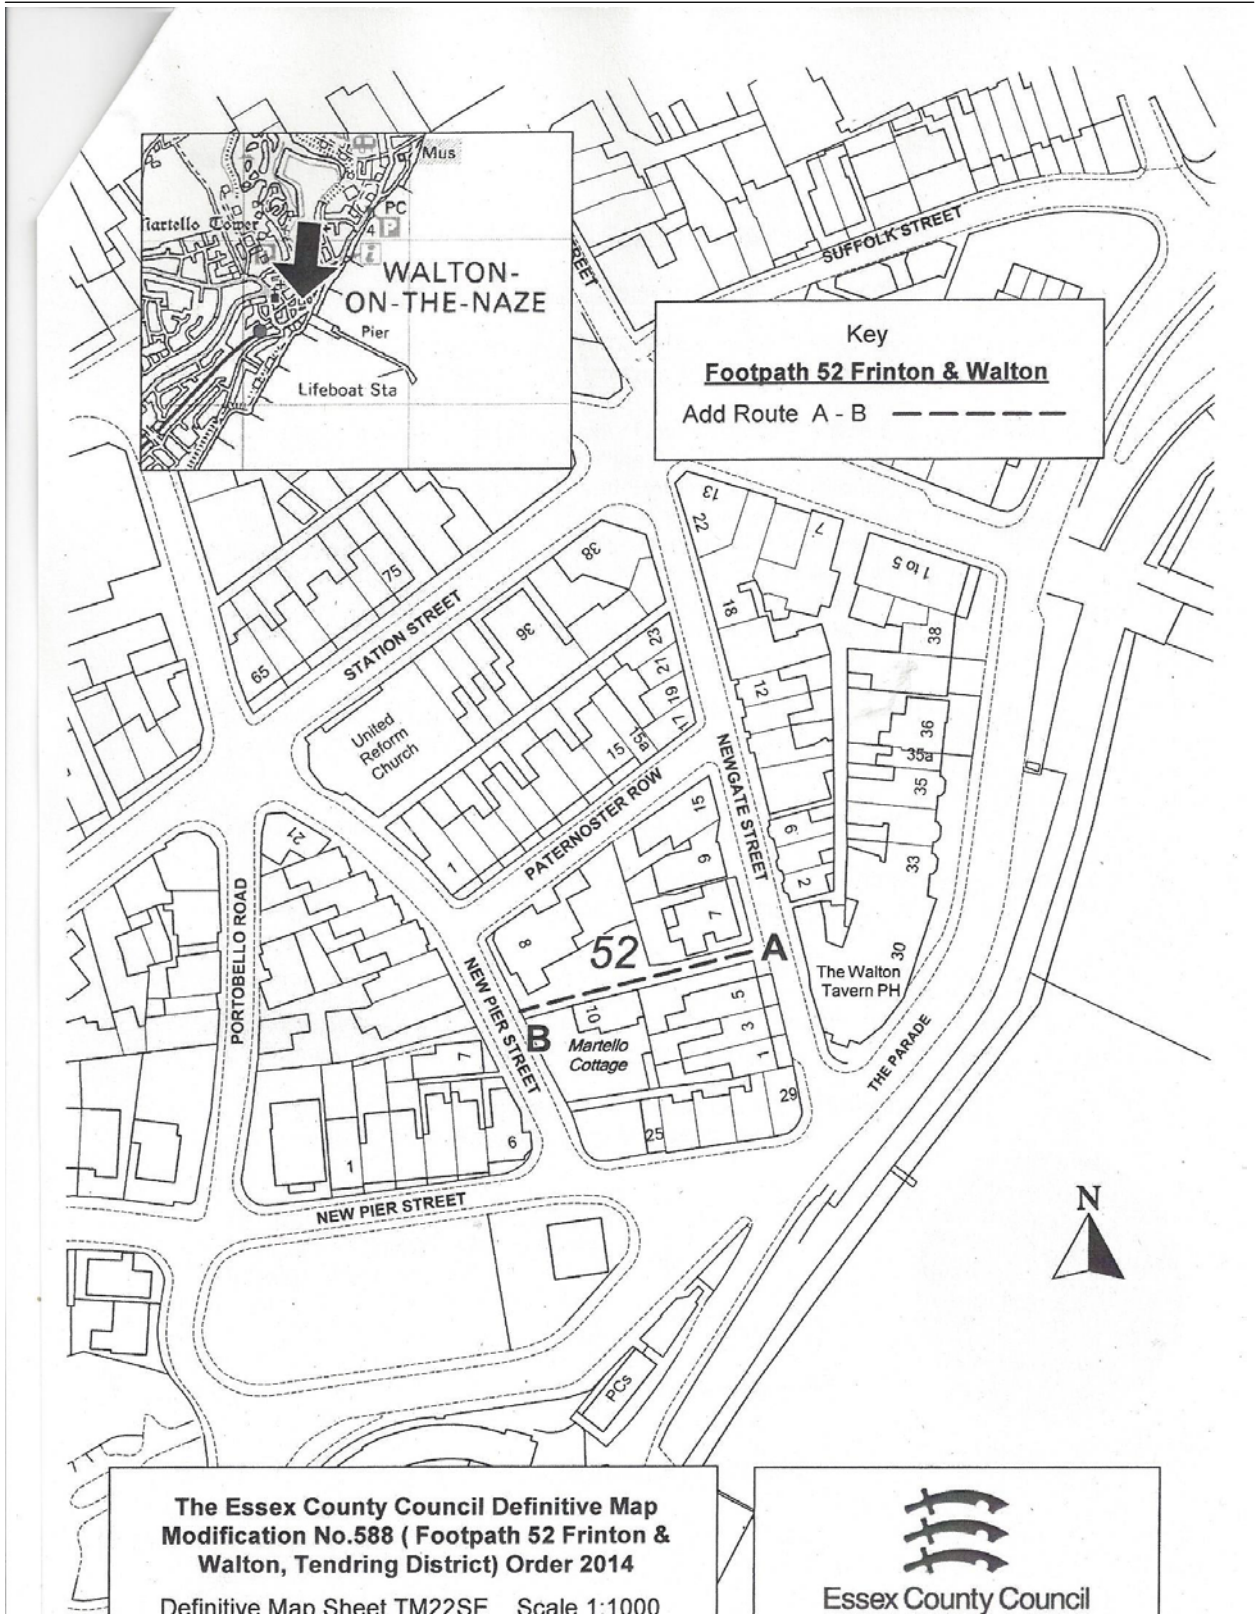 Mus
PC
4 P
Martello Tower
i
WALTON-
ON-THE-NAZE
Pier
Lifeboat Sta
SUFFOLK STREET
Key
Footpath 52 Frinton & Walton
Add Route A - B
13
22
7
1 to 5
38
75
18
38
36
23
STATION STREET
65
21
12
19
17
36
United
Reform
Church
15a
15
35a
NEWGATE STREET
35
15
PATERNOSTER ROW
21
6
33
1
9
2
PORTOBELLO ROAD
7
8
52
A
30
The Walton
Tavern PH
NEW PIER STREET
10
5
B
Martello
Cottage
3
1
7
THE PARADE
29
25
6
1
NEW PIER STREET
N
PCs
The Essex County Council Definitive Map
Modification No.588 ( Footpath 52 Frinton &
Walton, Tendring District) Order 2014
Definitive Map Sheet TM22SE Scale 1:1000
Essex County Council